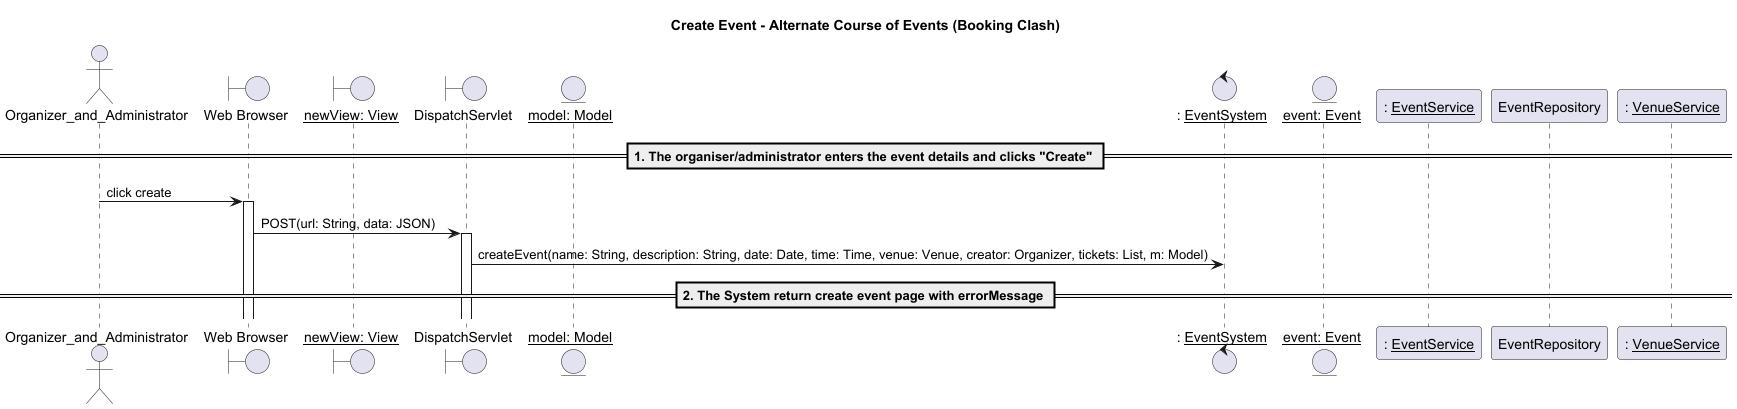 Create Event - Alternate Course of Events (Booking Clash)
Organizer_and_Administrator Web Browser newView: View DispatchServlet model: Model : EventSystem event: Event : EventService EventRepository : VenueService
1. The organiser/administrator enters the event details and clicks "Create"
click create
POST(url: String, data: JSON)
createEvent(name: String, description: String, date: Date, time: Time, venue: Venue, creator: Organizer, tickets: List, m: Model)
2. The System return create event page with errorMessage
Organizer_and_Administrator Web Browser newView: View DispatchServlet model: Model : EventSystem event: Event : EventService EventRepository : VenueService